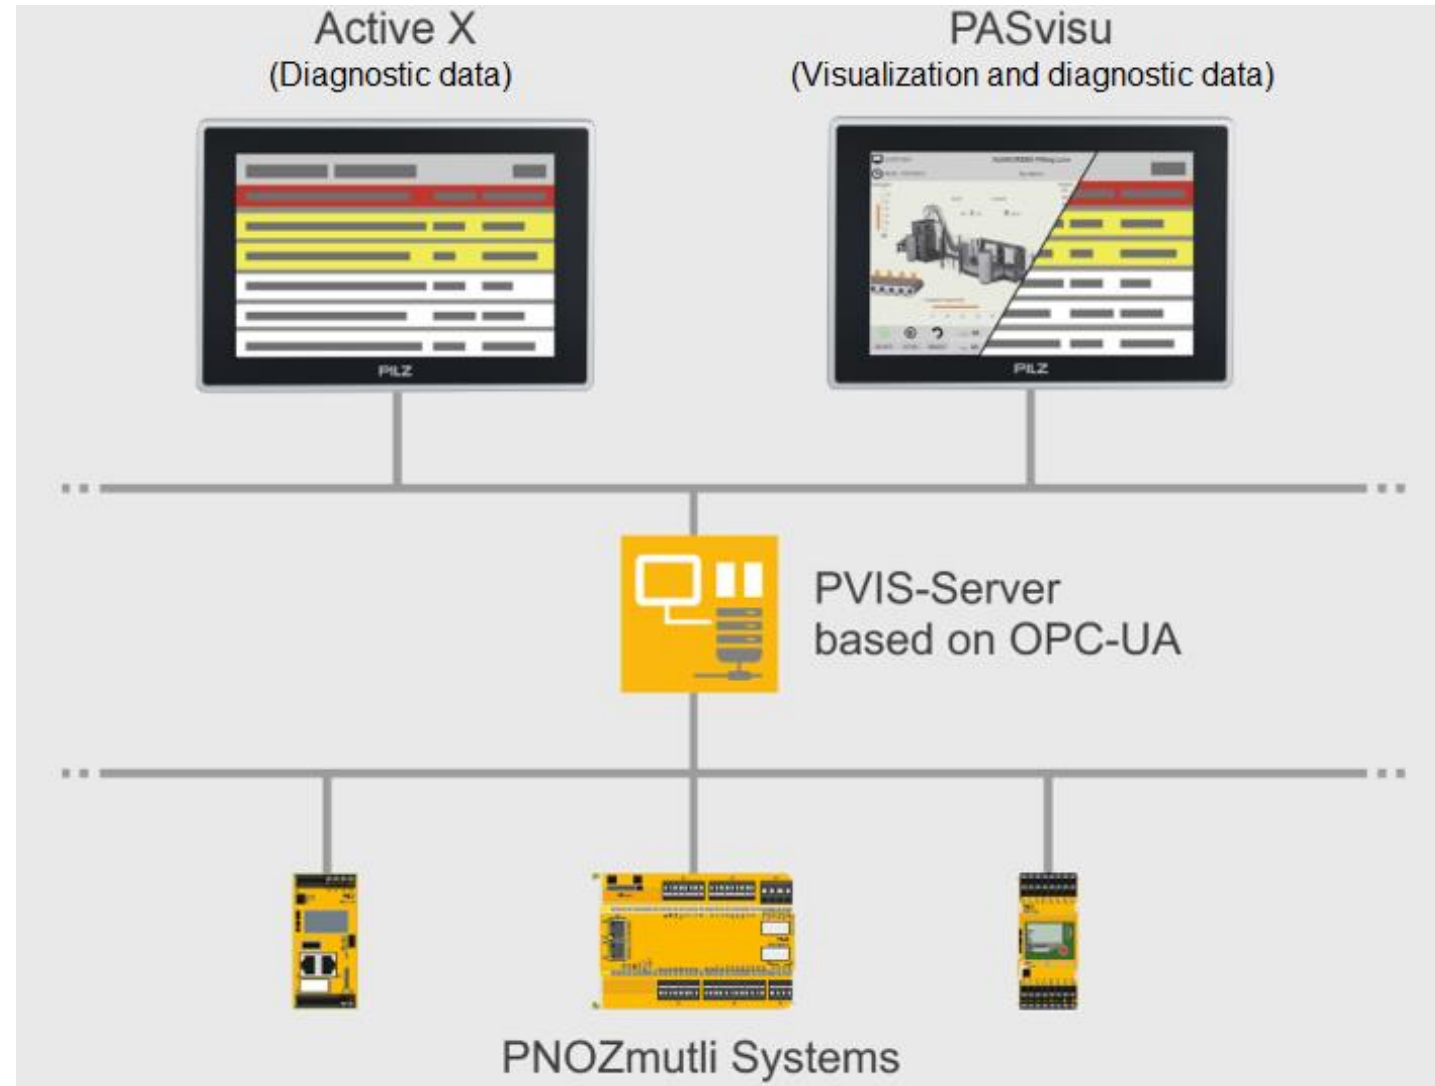 Active X
(Diagnostic data)
PASvisu
(Visualization and diagnostic data)
PILZ
PILZ
PVIS-Server
based on OPC-UA
PNOZmutli Systems